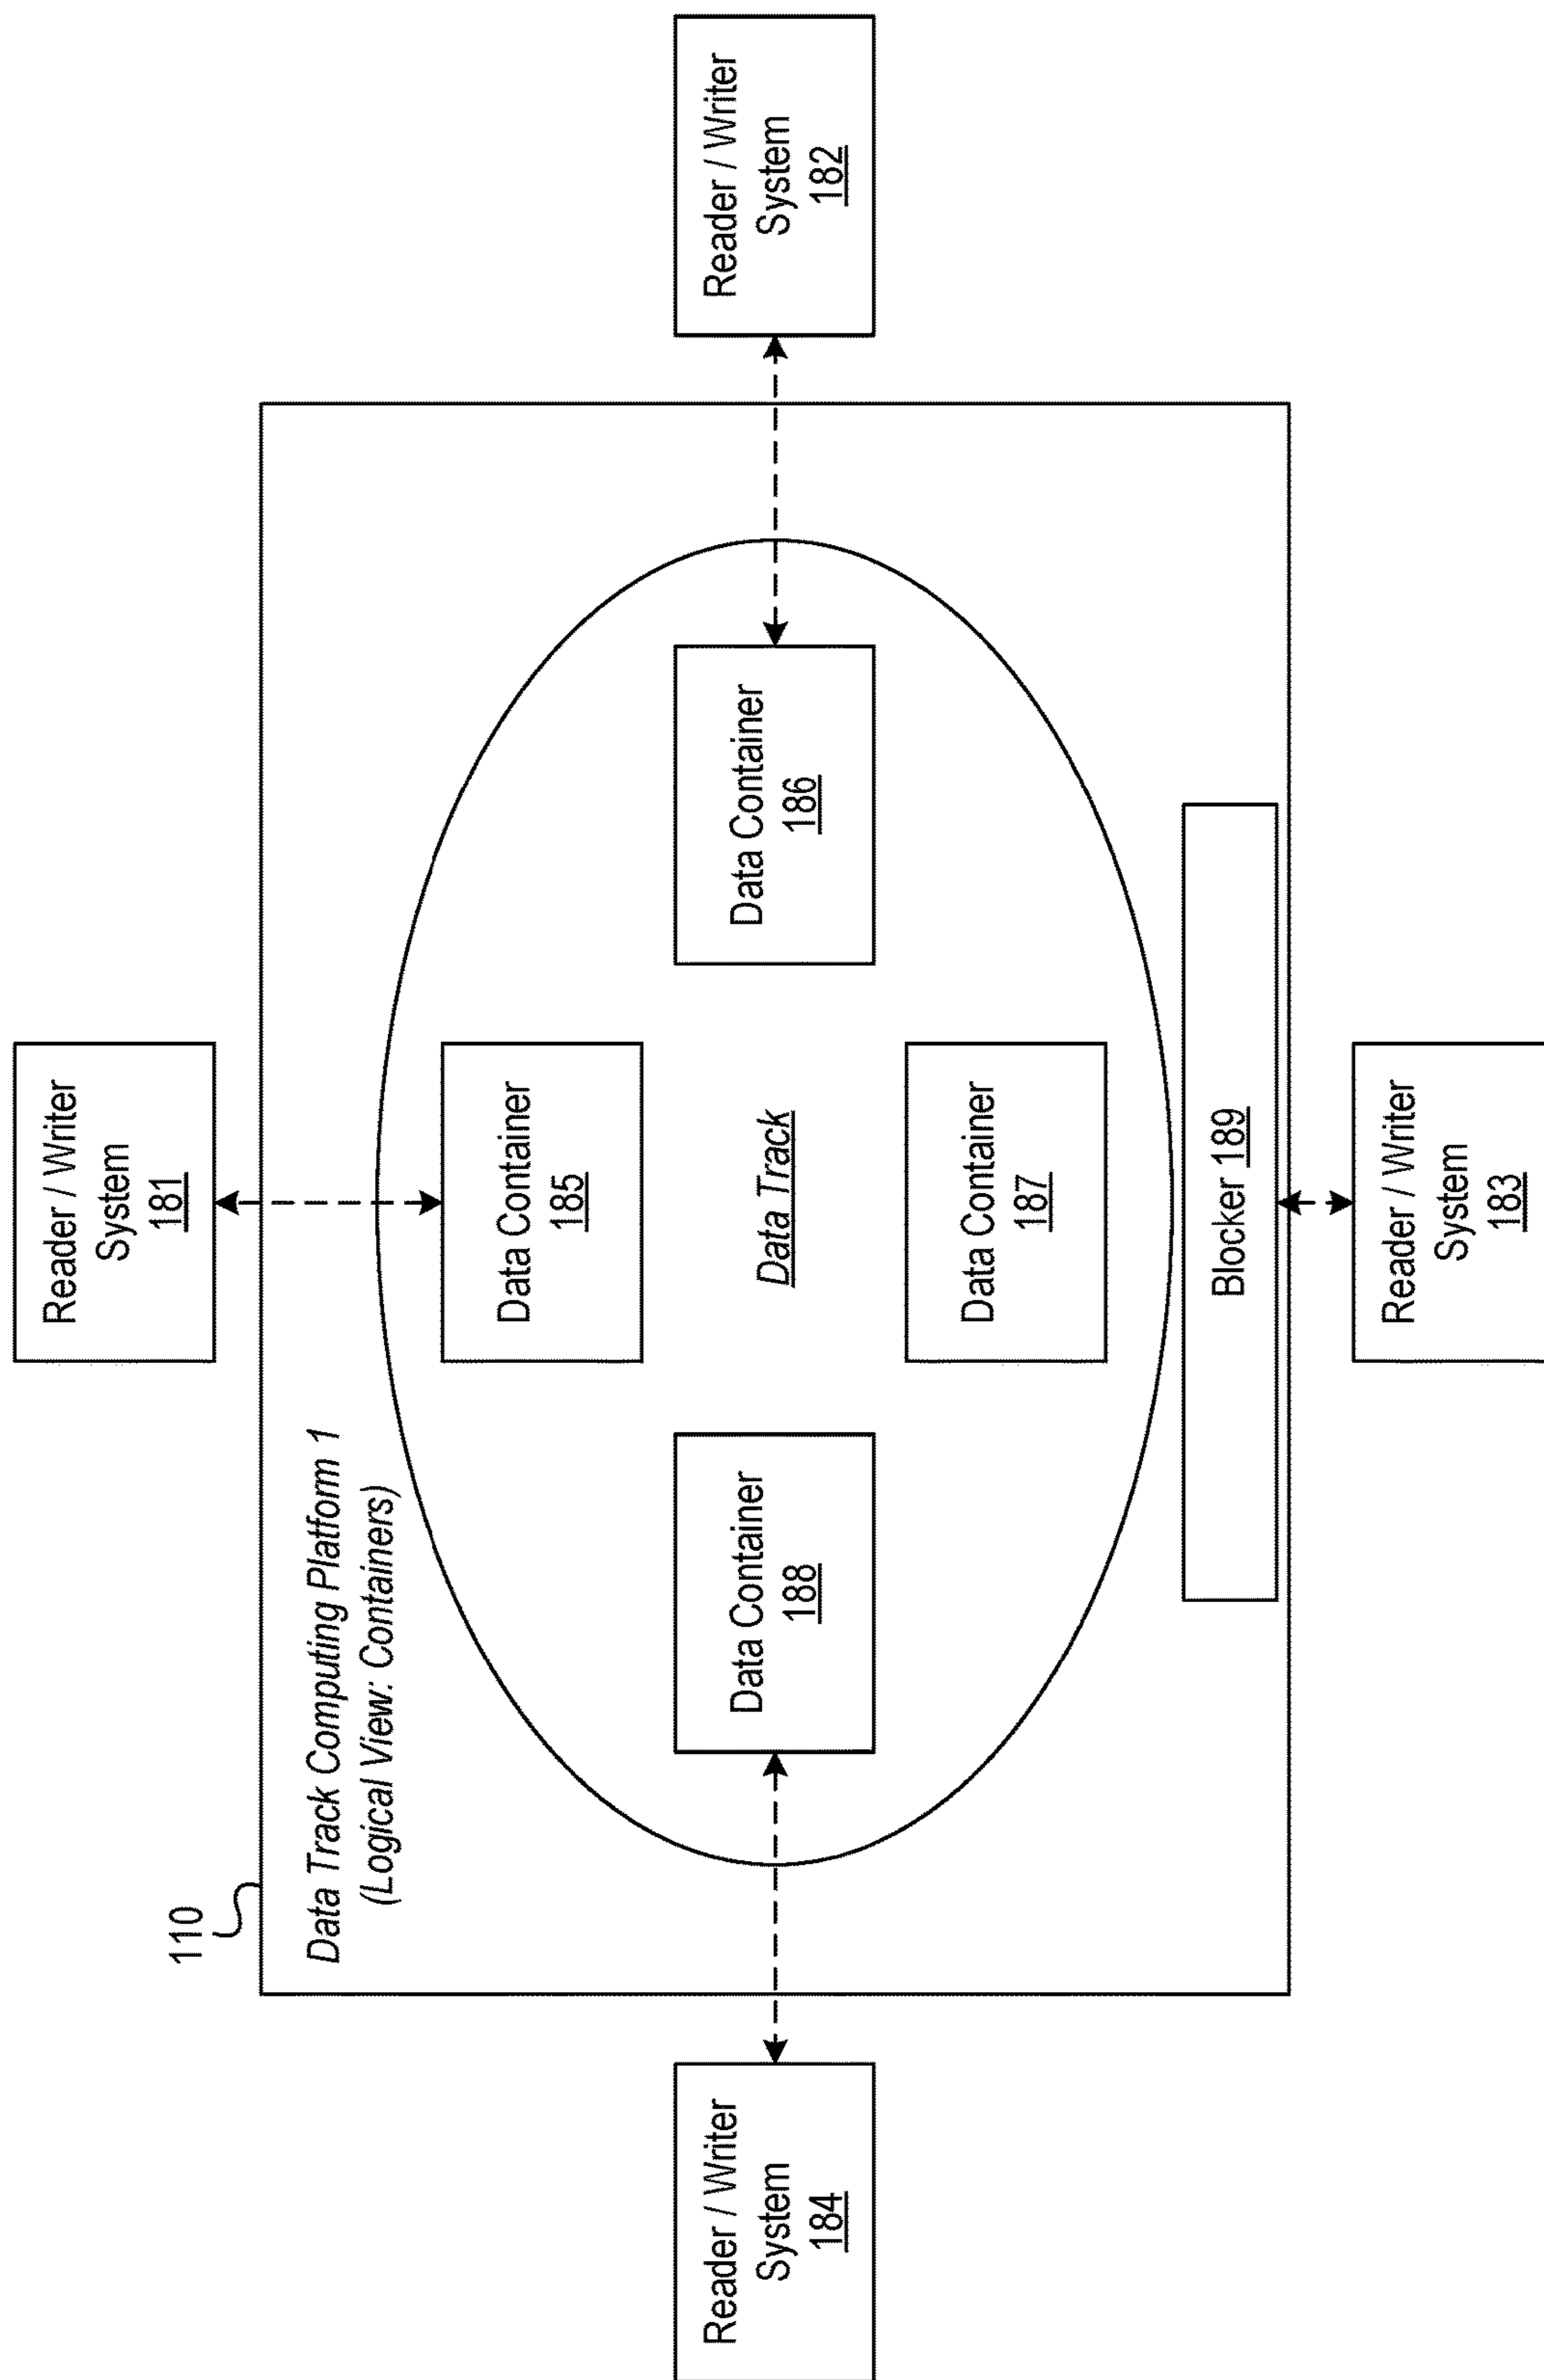 110
Data Track Computing Platform 1
(Logical View: Containers)
Reader / Writer
System
181
Data Container
185
Reader / Writer
System
184
Data Container
188
Data Track
Data Container
186
Reader / Writer
System
182
Data Container
187
Blocker 189
Reader / Writer
System
183